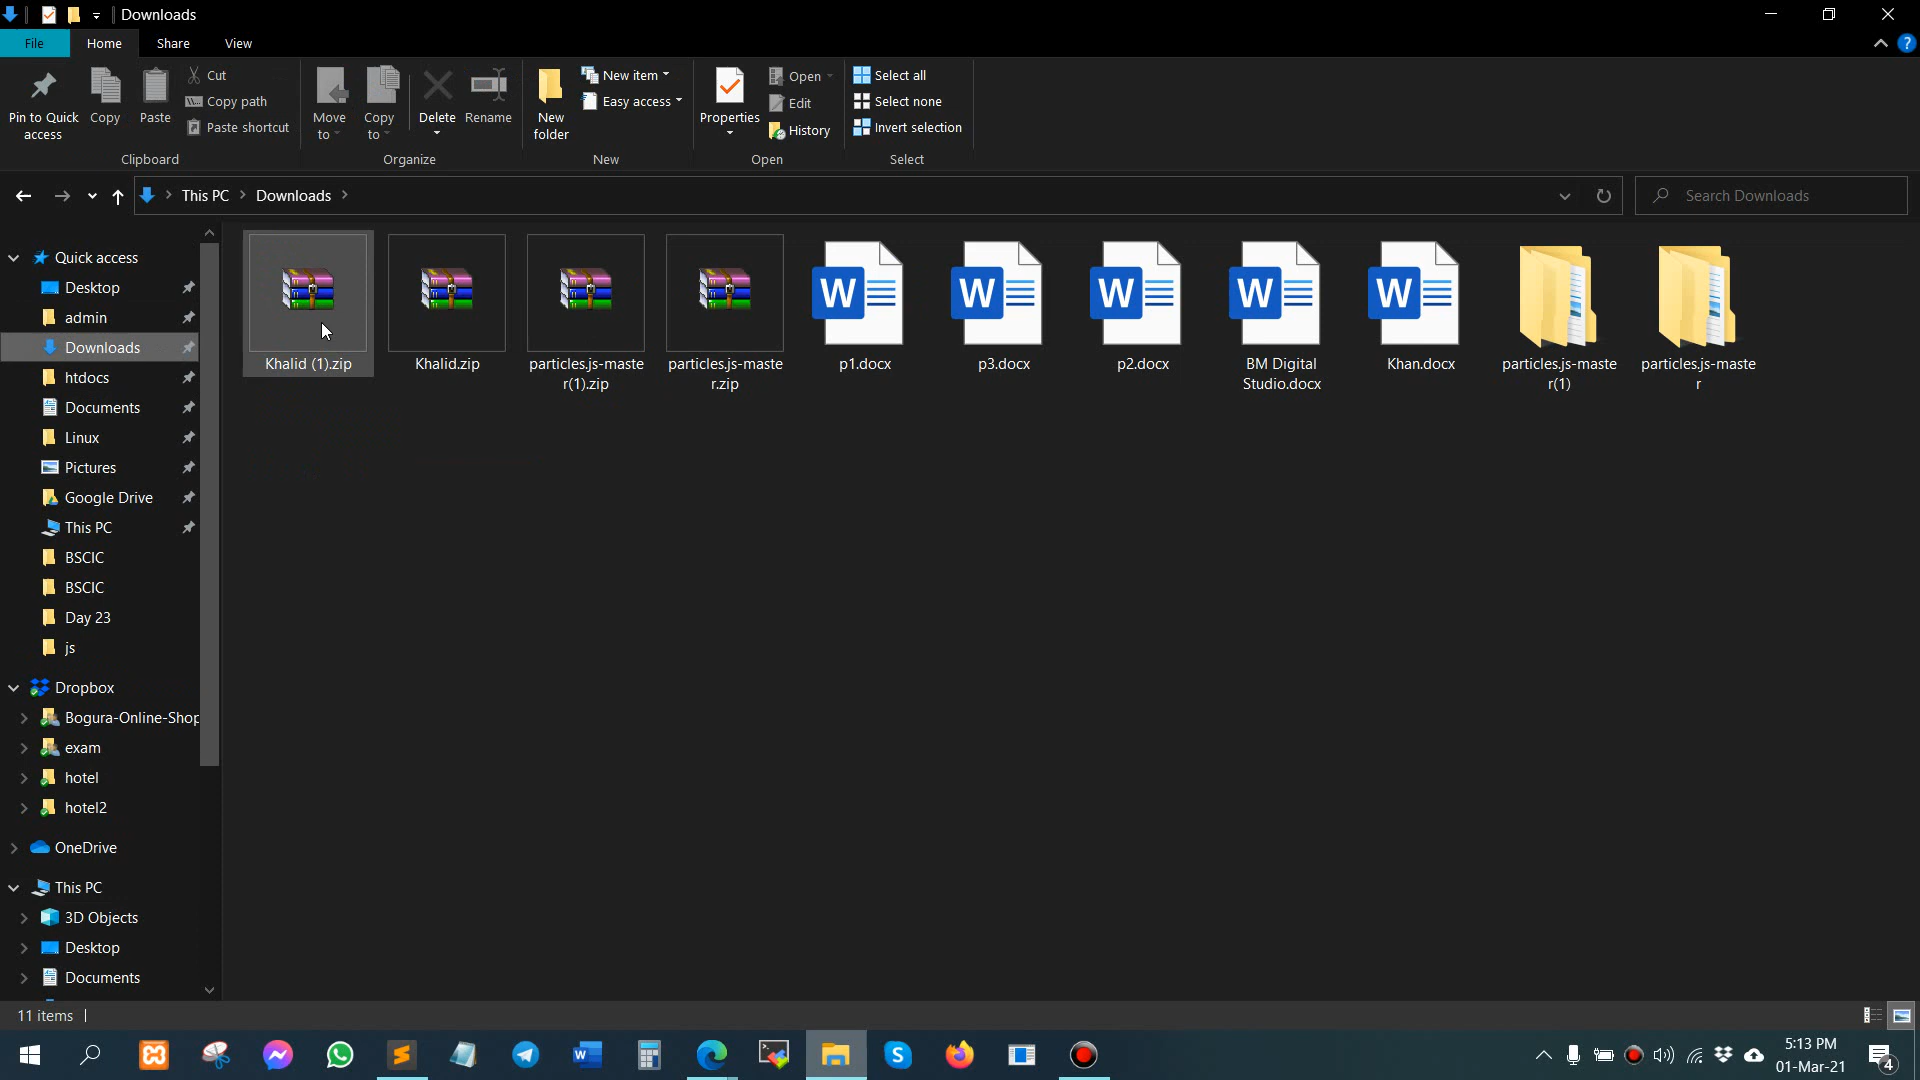 Downloads
File
Home
Share
View
Pin to Quick access
Copy
Paste
Cut
Copy path
Paste shortcut
Clipboard
Move to
Copy to
Delete
Rename
Organize
New folder
New item
Easy access
New
Properties
Open
Edit
History
Open
Select all
Select none
Invert selection
Select
This PC
Downloads
Search Downloads
Quick access
Desktop
admin
Downloads
htdocs
Documents
Linux
Pictures
Google Drive
This PC
BSCIC
BSCIC
Day 23
js
Dropbox
Bogura-Online-Shop
exam
hotel
hotel2
OneDrive
This PC
3D Objects
Desktop
Documents
Khalid (1).zip
Khalid.zip
particles.js-maste
r(1).zip
particles.js-maste
r.zip
p1.docx
p3.docx
p2.docx
BM Digital
Studio.docx
Khan.docx
particles.js-maste
r(1)
particles.js-maste
r
11 items
5:13 PM
01-Mar-21
4